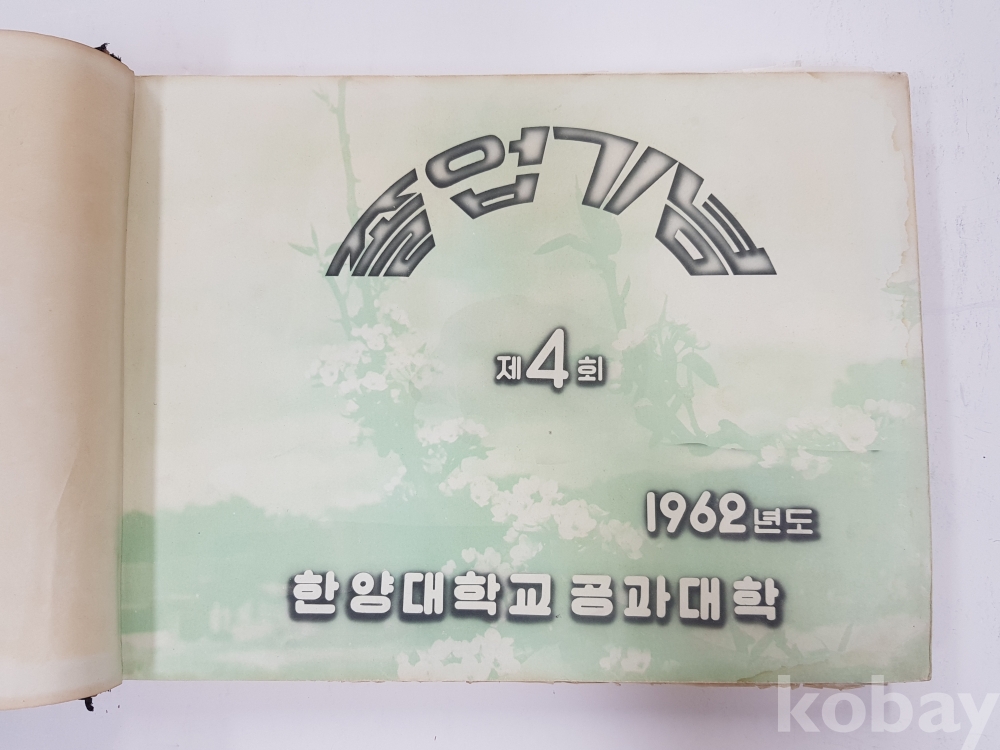 졸업기념
제4회
1962년도
한양대학교 공과대학
kobay